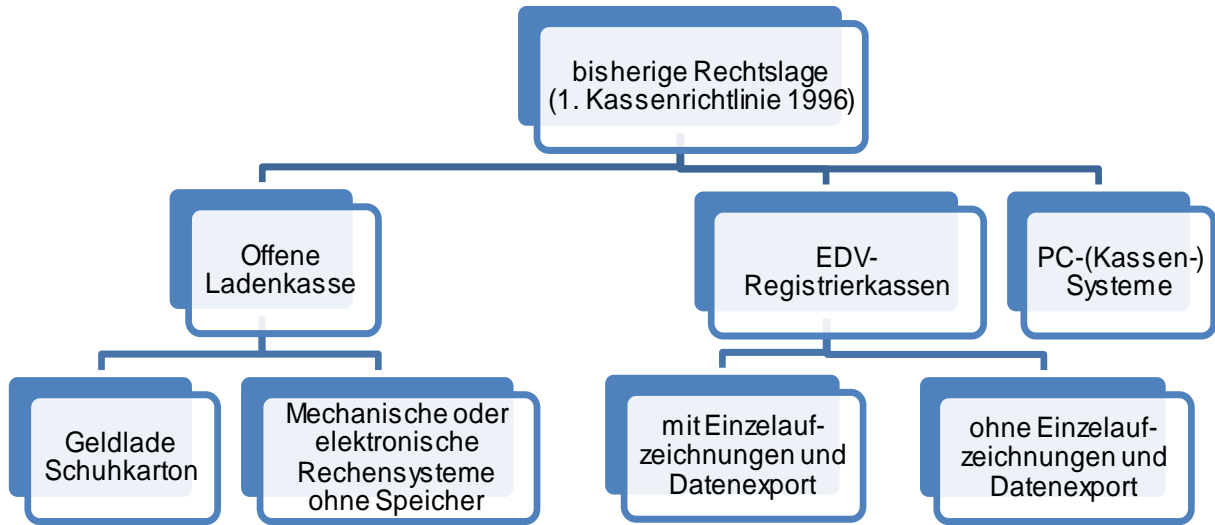 bisherige Rechtslage
(1. Kassenrichtlinie 1996)
Offene
Ladenkasse
EDV-
Registrierkassen
PC-(Kassen-)
Systeme
Geldlade
Schuhkarton
Mechanische oder
elektronische
Rechensysteme
ohne Speicher
mit Einzelauf-
zeichnungen und
Datenexport
ohne Einzelauf-
zeichnungen und
Datenexport